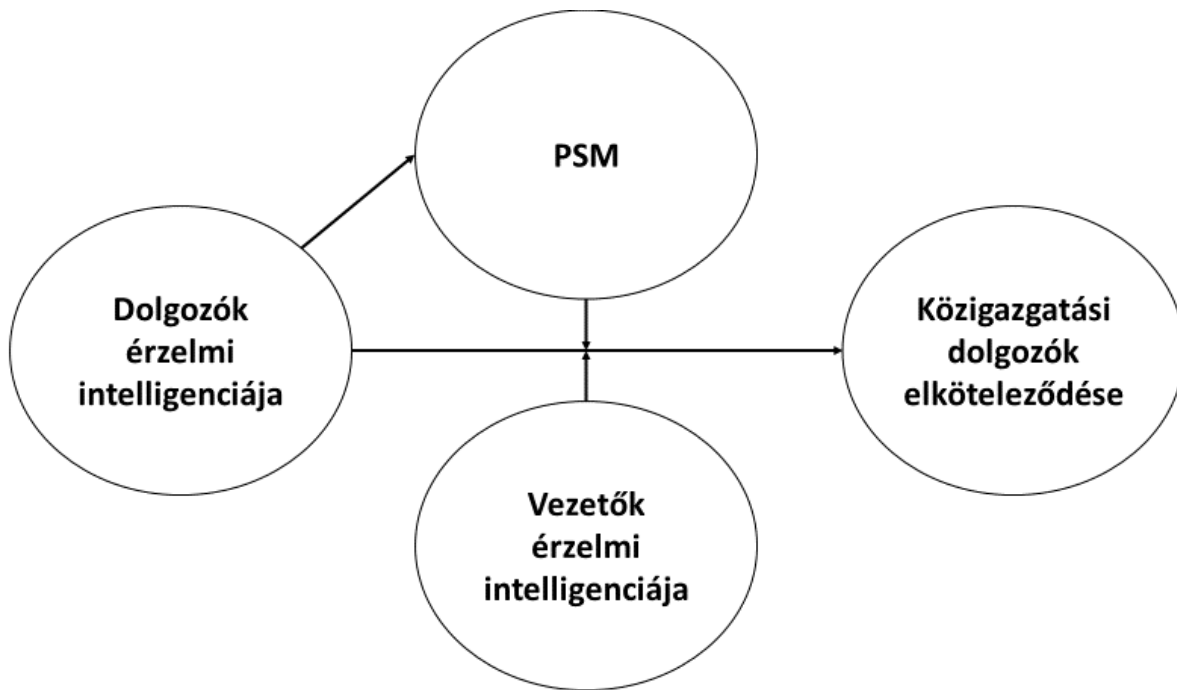 PSM
Dolgozók
érzelmi
intelligenciája
Közigazgatási
dolgozók
elköteleződése
Vezetők
érzelmi
intelligenciája